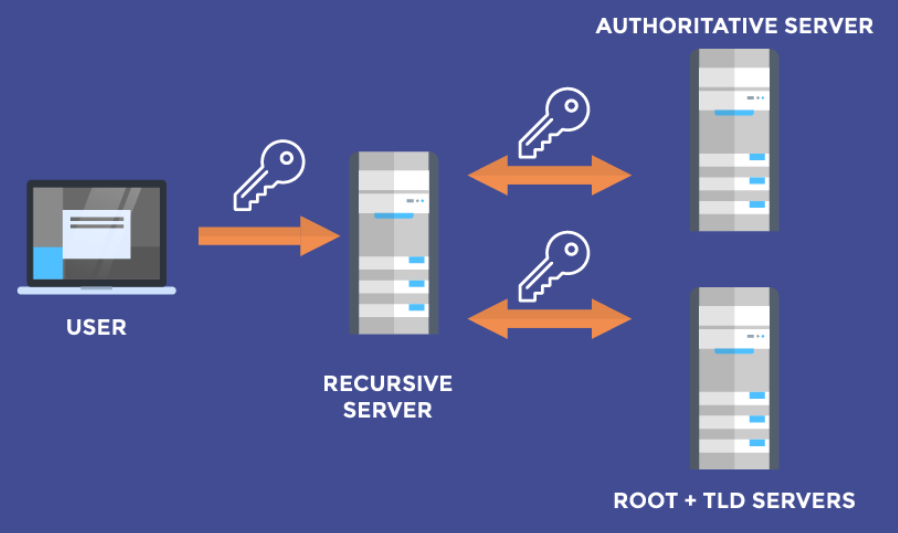 AUTHORITATIVE SERVER
USER
RECURSIVE
SERVER
ROOT + TLD SERVERS